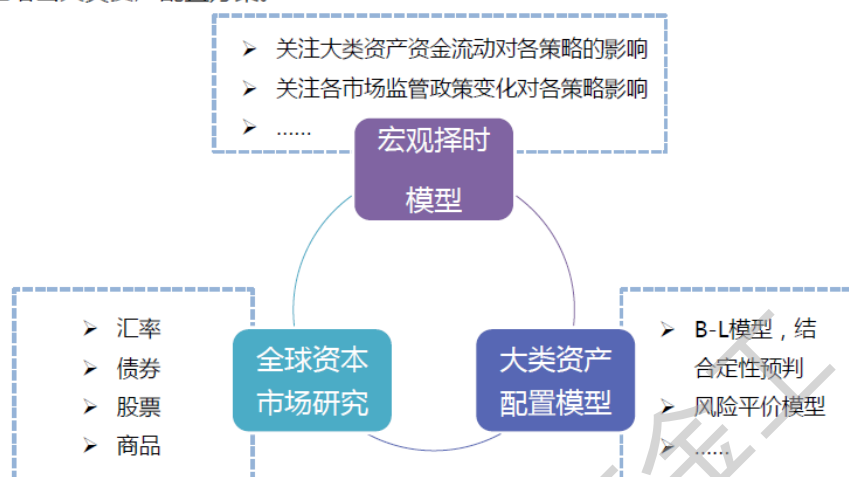 关注大类资产资金流动对各策略的影响
关注各市场监管政策变化对各策略影响
......
宏观择时
模型
汇率
债券
股票
商品
全球资本
市场研究
大类资产
配置模型
B-L模型，结
合定性预判
风险平价模型
......
金工